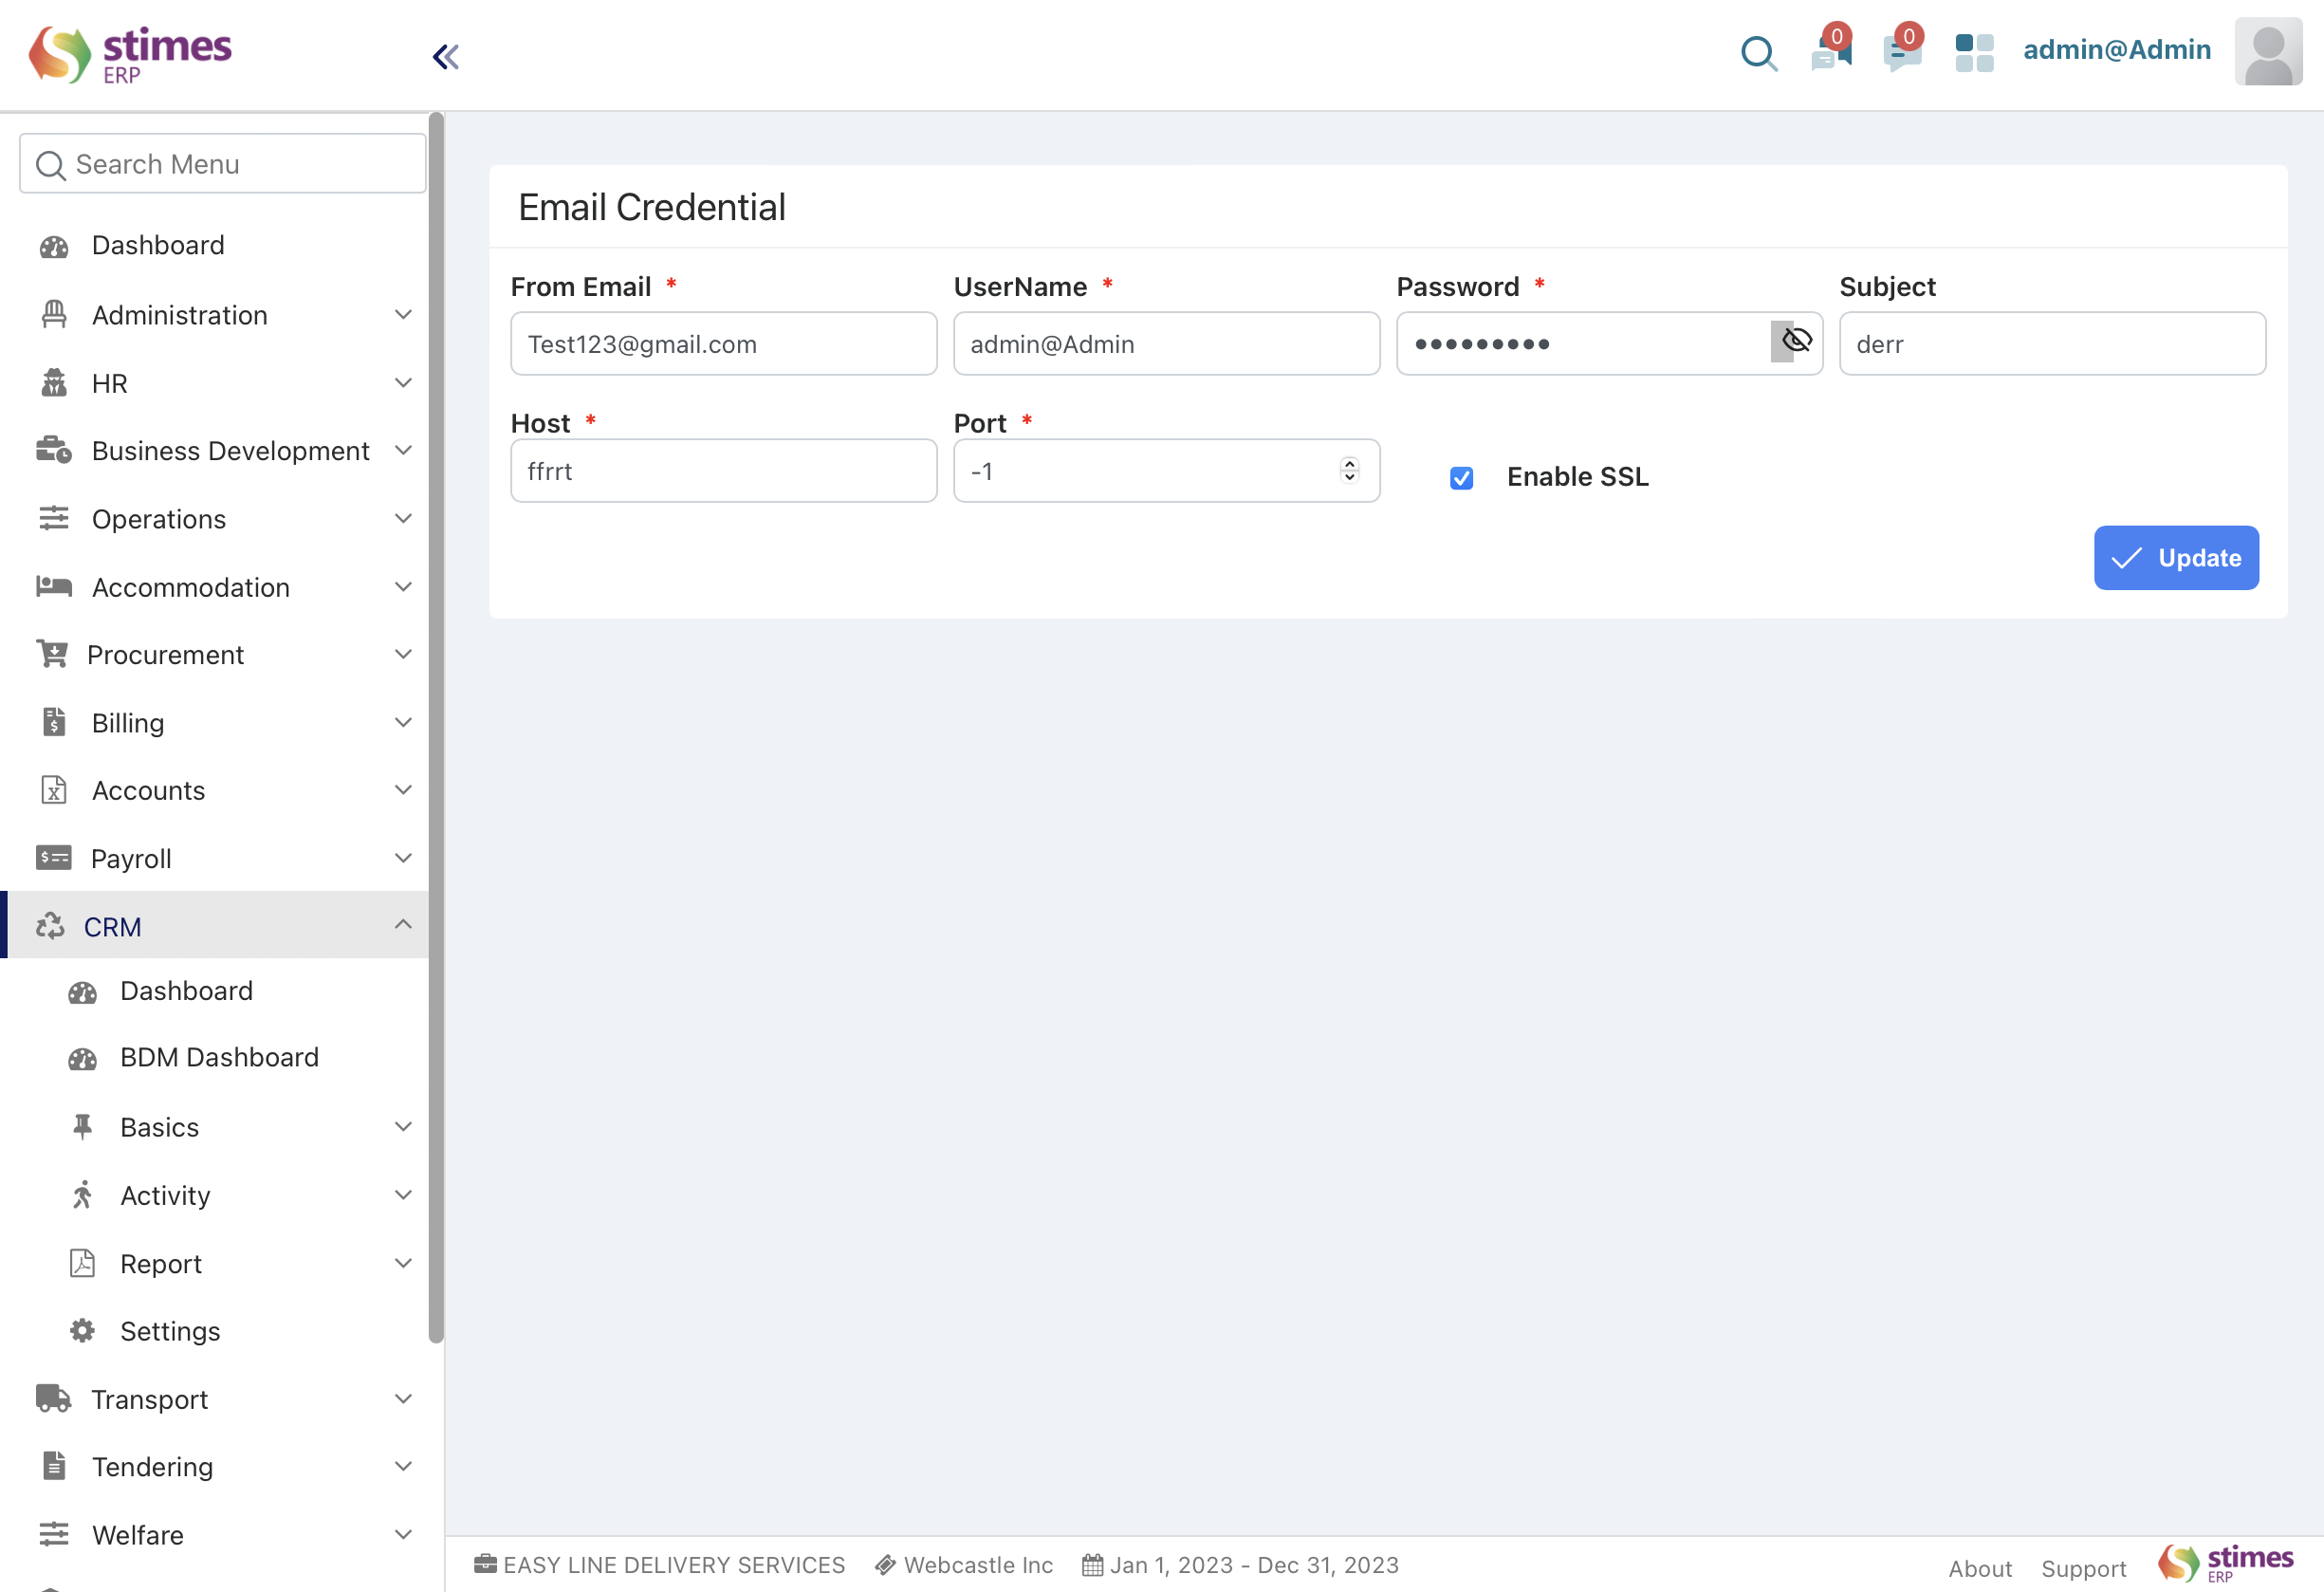 stimes
ERP
0
0
admin@Admin
Search Menu
Dashboard
Administration
HR
Business Development
Operations
Accommodation
Procurement
Billing
Accounts
Payroll
CRM
Dashboard
BDM Dashboard
Basics
Activity
Report
Settings
Transport
Tendering
Welfare
Email Credential
From Email * UserName * Password * Subject
Test123@gmail.com admin@Admin ••••••••• derr
Host * Port *
ffrrt -1 Enable SSL
Update
EASY LINE DELIVERY SERVICES Webcastle Inc Jan 1, 2023 - Dec 31, 2023 About Support stimes
ERP